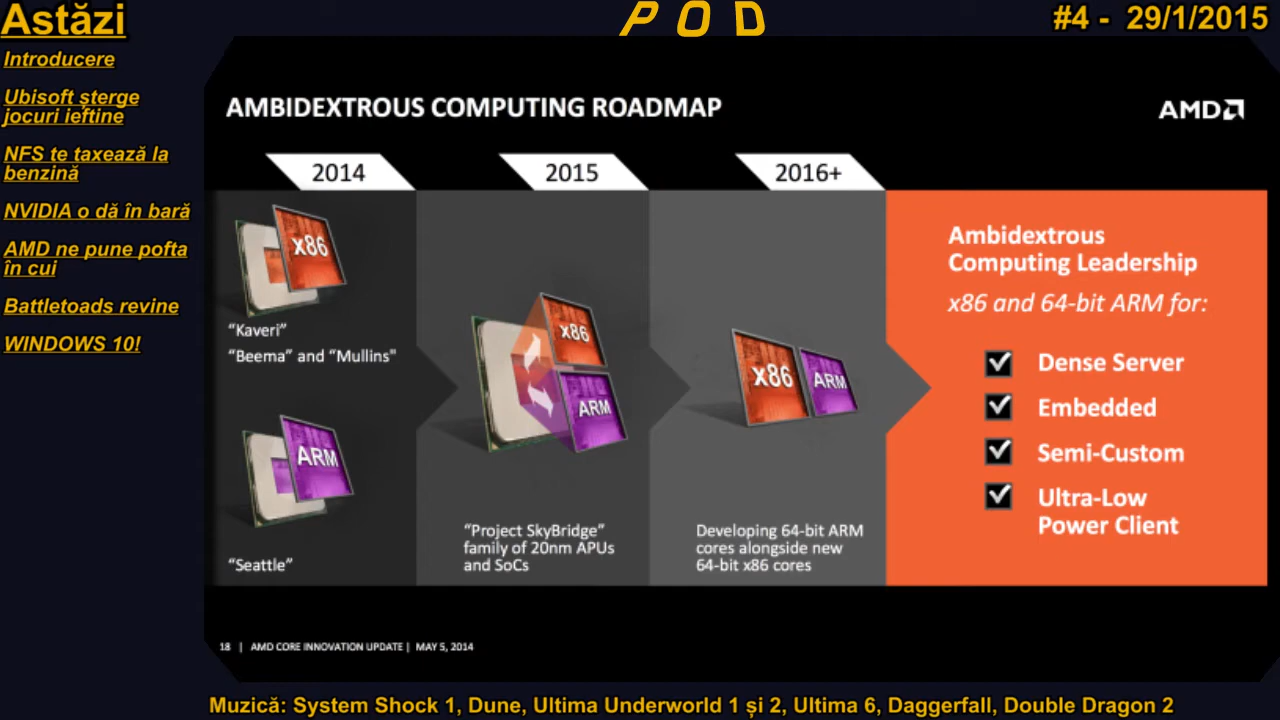 Astăzi
POD
#4 - 29/1/2015
Introducere
Ubisoft șterge
jocuri ieftine
NFS te taxează la
benzină
NVIDIA o dă în bară
AMD ne pune pofta
în cui
Battletoads revine
WINDOWS 10!
AMBIDEXTROUS COMPUTING ROADMAP
AMD
2014
2015
2016+
x86
"Kaveri"
"Beema" and "Mullins"
ARM
"Seattle"
x86
ARM
"Project SkyBridge"
family of 20nm APUs
and SoCs
x86
ARM
Developing 64-bit ARM
cores alongside new
64-bit x86 cores
Ambidextrous
Computing Leadership
x86 and 64-bit ARM for:
Dense Server
Embedded
Semi-Custom
Ultra-Low
Power Client
18 | AMD CORE INNOVATION UPDATE | MAY 5, 2014
Muzică: System Shock 1, Dune, Ultima Underworld 1 și 2, Ultima 6, Daggerfall, Double Dragon 2